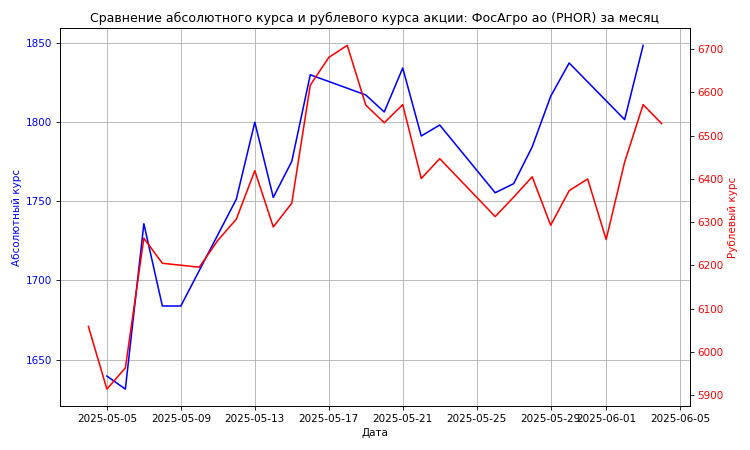 Сравнение абсолютного курса и рублевого курса акции: ФосАгро ао (PHOR) за месяц
1850
1800
1750
1700
1650
Абсолютный курс
6700
6600
6500
6400
6300
6200
6100
6000
5900
Рублевый курс
2025-05-05 2025-05-09 2025-05-13 2025-05-17 2025-05-21 2025-05-25 2025-05-29 2025-06-01 2025-06-05
Дата